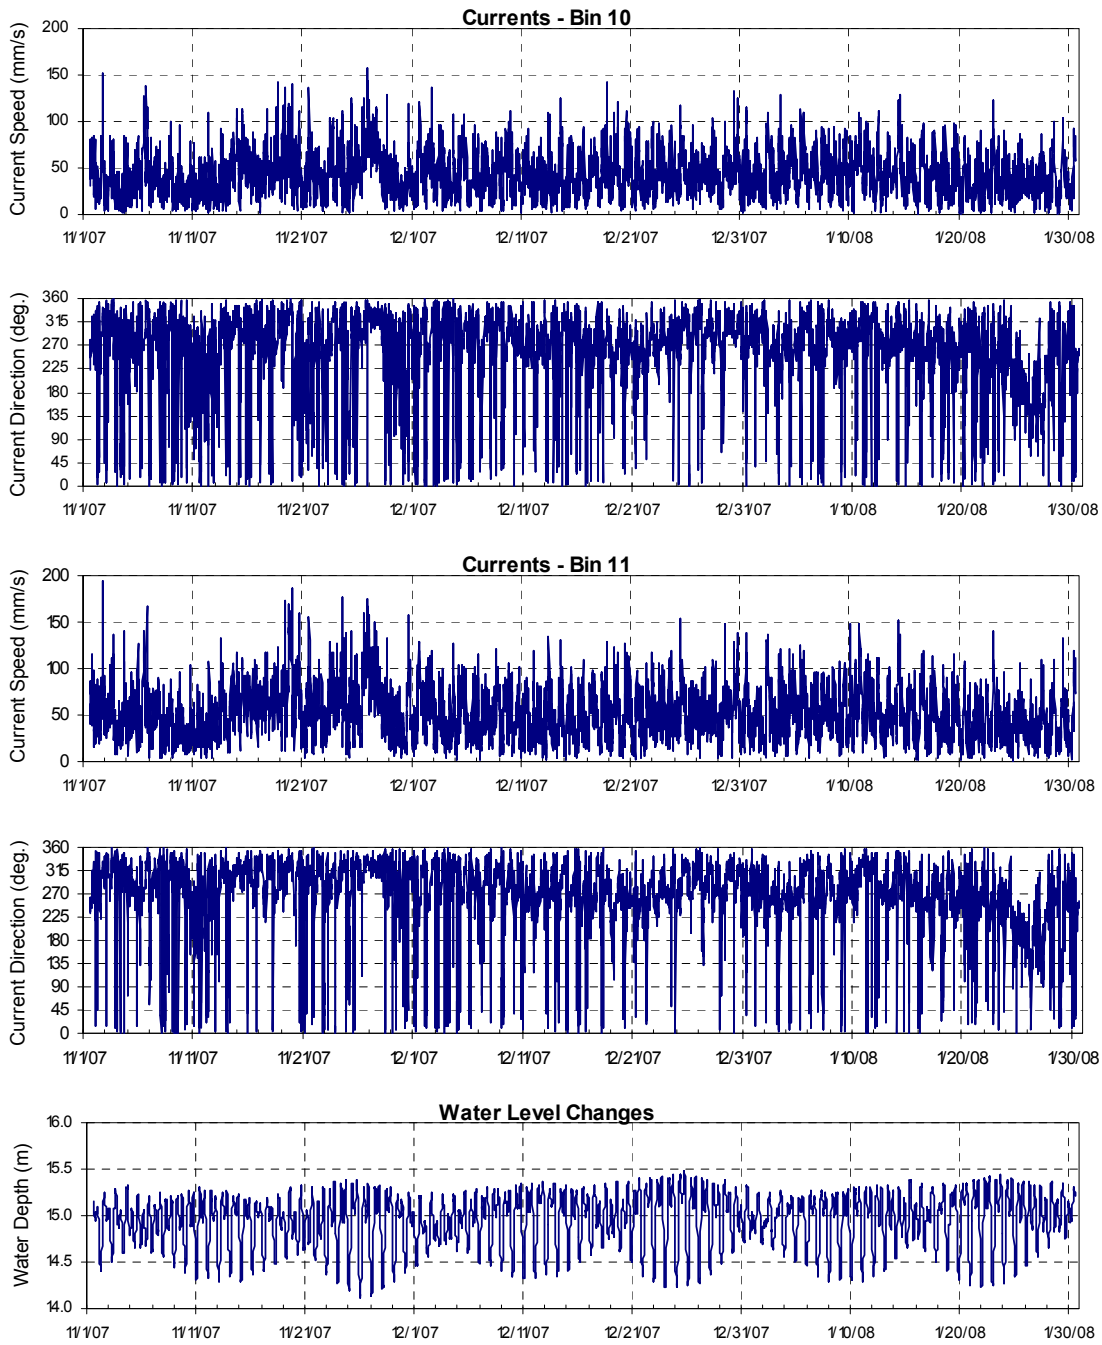 Currents - Bin 10
Current Speed (mm/s)
200
150
100
50
0
11/1/07 11/11/07 11/21/07 12/1/07 12/11/07 12/21/07 12/31/07 1/10/08 1/20/08 1/30/08
Current Direction (deg.)
360
315
270
225
180
135
90
45
0
11/1/07 11/11/07 11/21/07 12/1/07 12/11/07 12/21/07 12/31/07 1/10/08 1/20/08 1/30/08
Currents - Bin 11
Current Speed (mm/s)
200
150
100
50
0
11/1/07 11/11/07 11/21/07 12/1/07 12/11/07 12/21/07 12/31/07 1/10/08 1/20/08 1/30/08
Current Direction (deg.)
360
315
270
225
180
135
90
45
0
11/1/07 11/11/07 11/21/07 12/1/07 12/11/07 12/21/07 12/31/07 1/10/08 1/20/08 1/30/08
Water Level Changes
Water Depth (m)
16.0
15.5
15.0
14.5
14.0
11/1/07 11/11/07 11/21/07 12/1/07 12/11/07 12/21/07 12/31/07 1/10/08 1/20/08 1/30/08